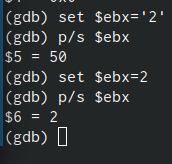 (gdb) set $ebx='2'
(gdb) p/s $ebx
$5 = 50
(gdb) set $ebx=2
(gdb) p/s $ebx
$6 = 2
(gdb)